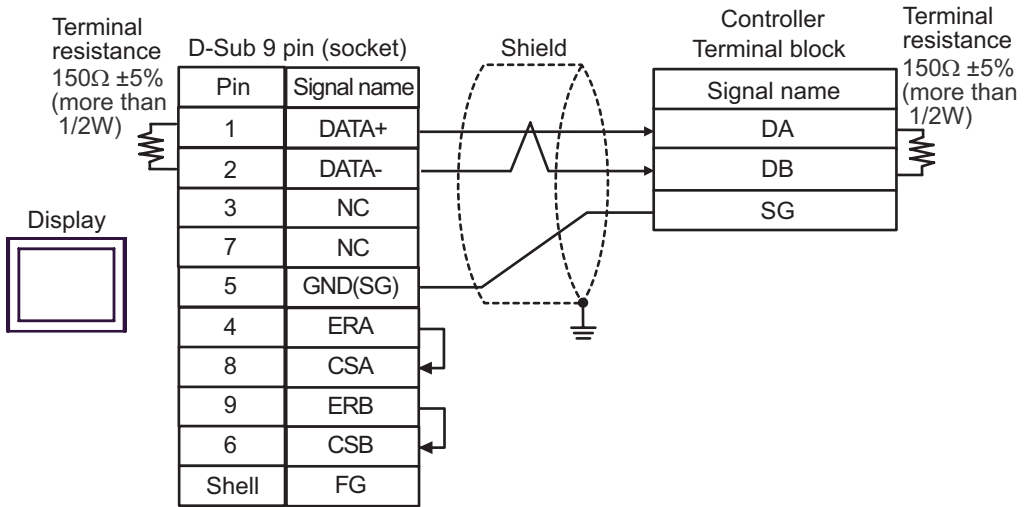 Terminal
resistance
150Ω ±5%
(more than
1/2W)
D-Sub 9 pin (socket)
Shield
Controller
Terminal block
Terminal
resistance
150Ω ±5%
(more than
1/2W)
Pin Signal name
1 DATA+
2 DATA-
3 NC
7 NC
5 GND(SG)
4 ERA
8 CSA
9 ERB
6 CSB
Shell FG
Signal name
DA
DB
SG
Display